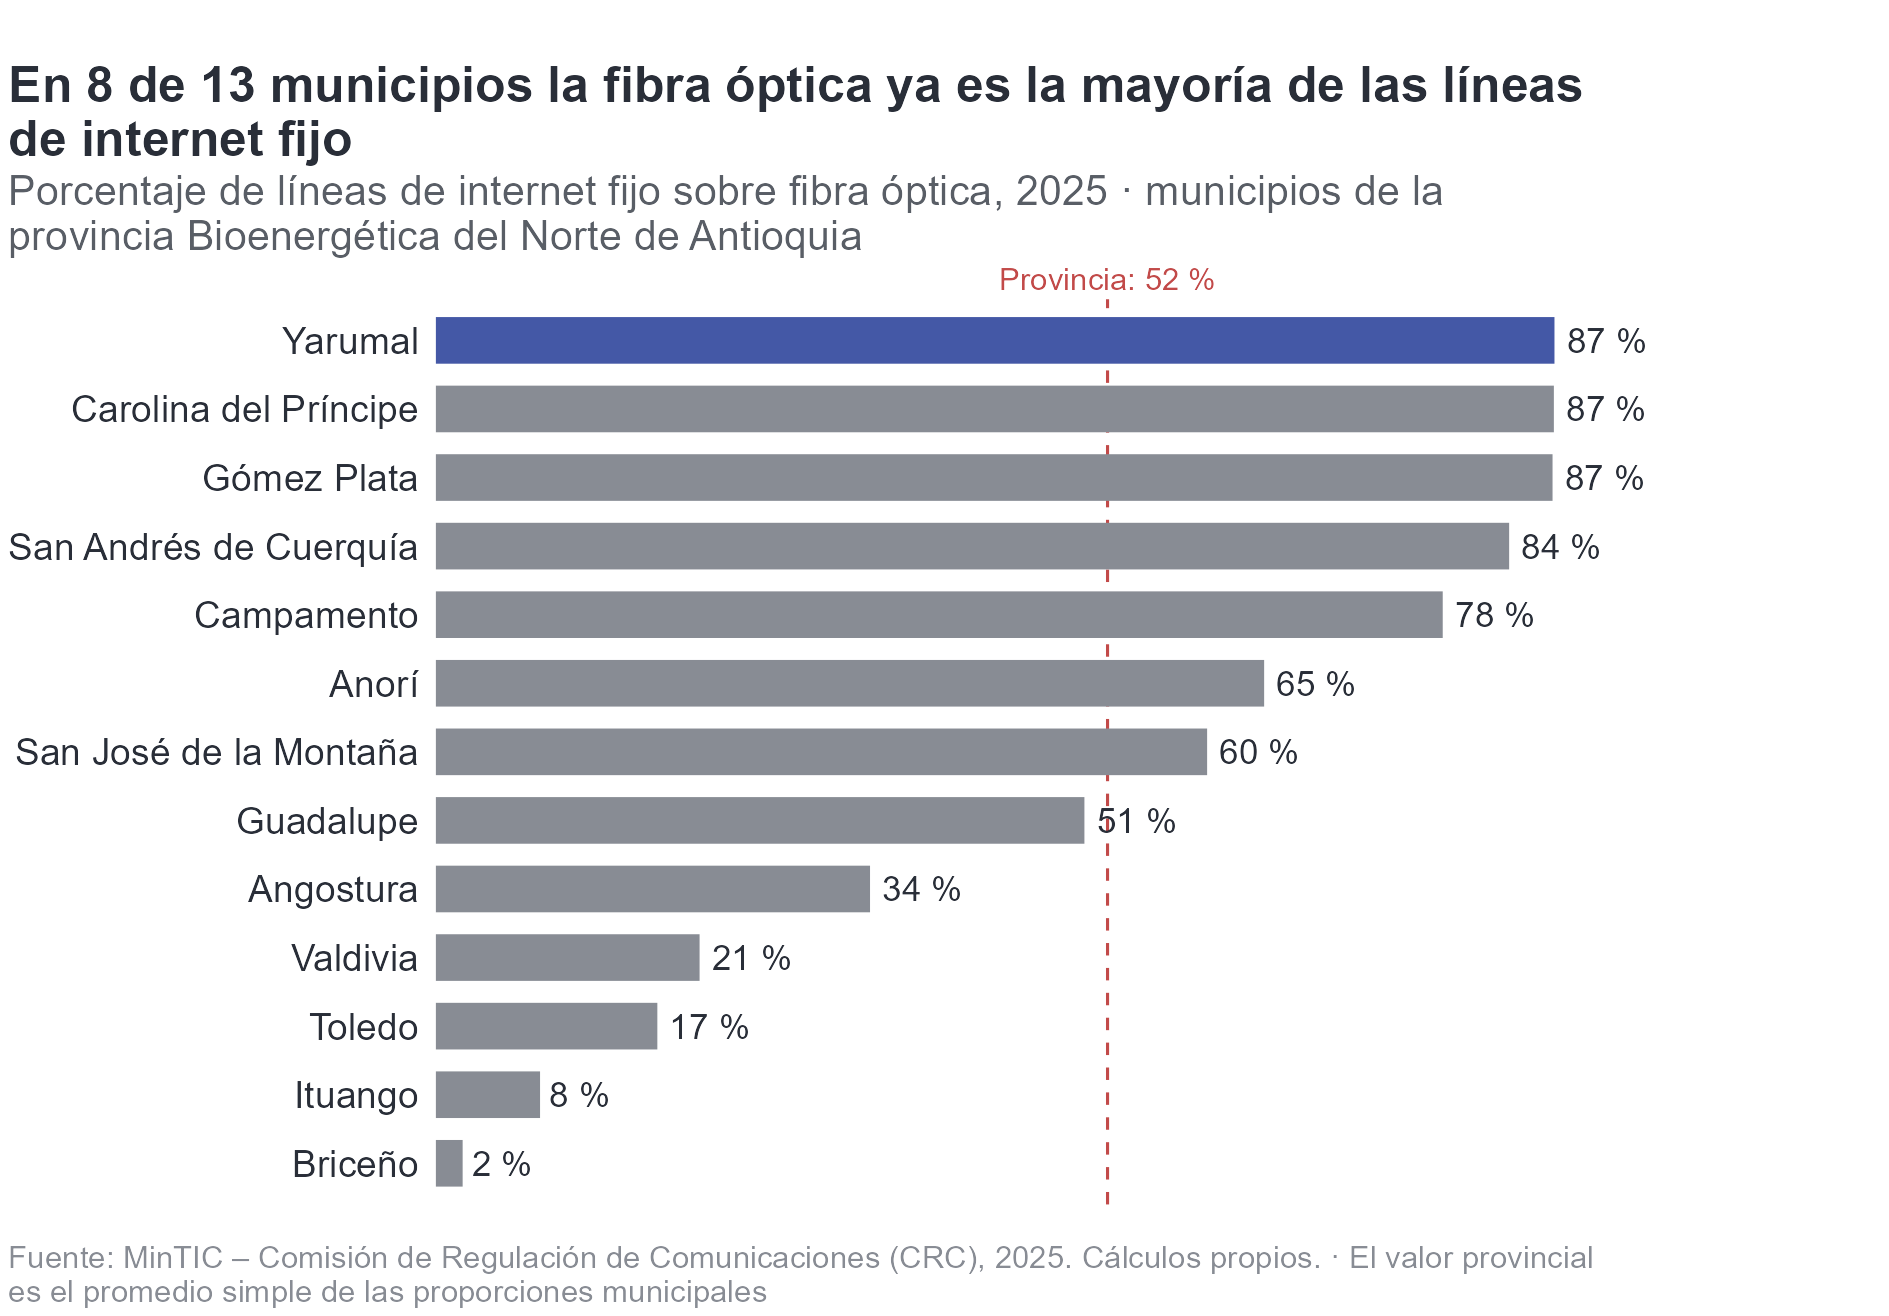 En 8 de 13 municipios la fibra óptica ya es la mayoría de las líneas
de internet fijo
Porcentaje de líneas de internet fijo sobre fibra óptica, 2025 · municipios de la
provincia Bioenergética del Norte de Antioquia
Provincia: 52 %
Yarumal 87 %
Carolina del Príncipe 87 %
Gómez Plata 87 %
San Andrés de Cuerquía 84 %
Campamento 78 %
Anorí 65 %
San José de la Montaña 60 %
Guadalupe 51 %
Angostura 34 %
Valdivia 21 %
Toledo 17 %
Ituango 8 %
Briceño 2 %
Fuente: MinTIC – Comisión de Regulación de Comunicaciones (CRC), 2025. Cálculos propios. · El valor provincial
es el promedio simple de las proporciones municipales